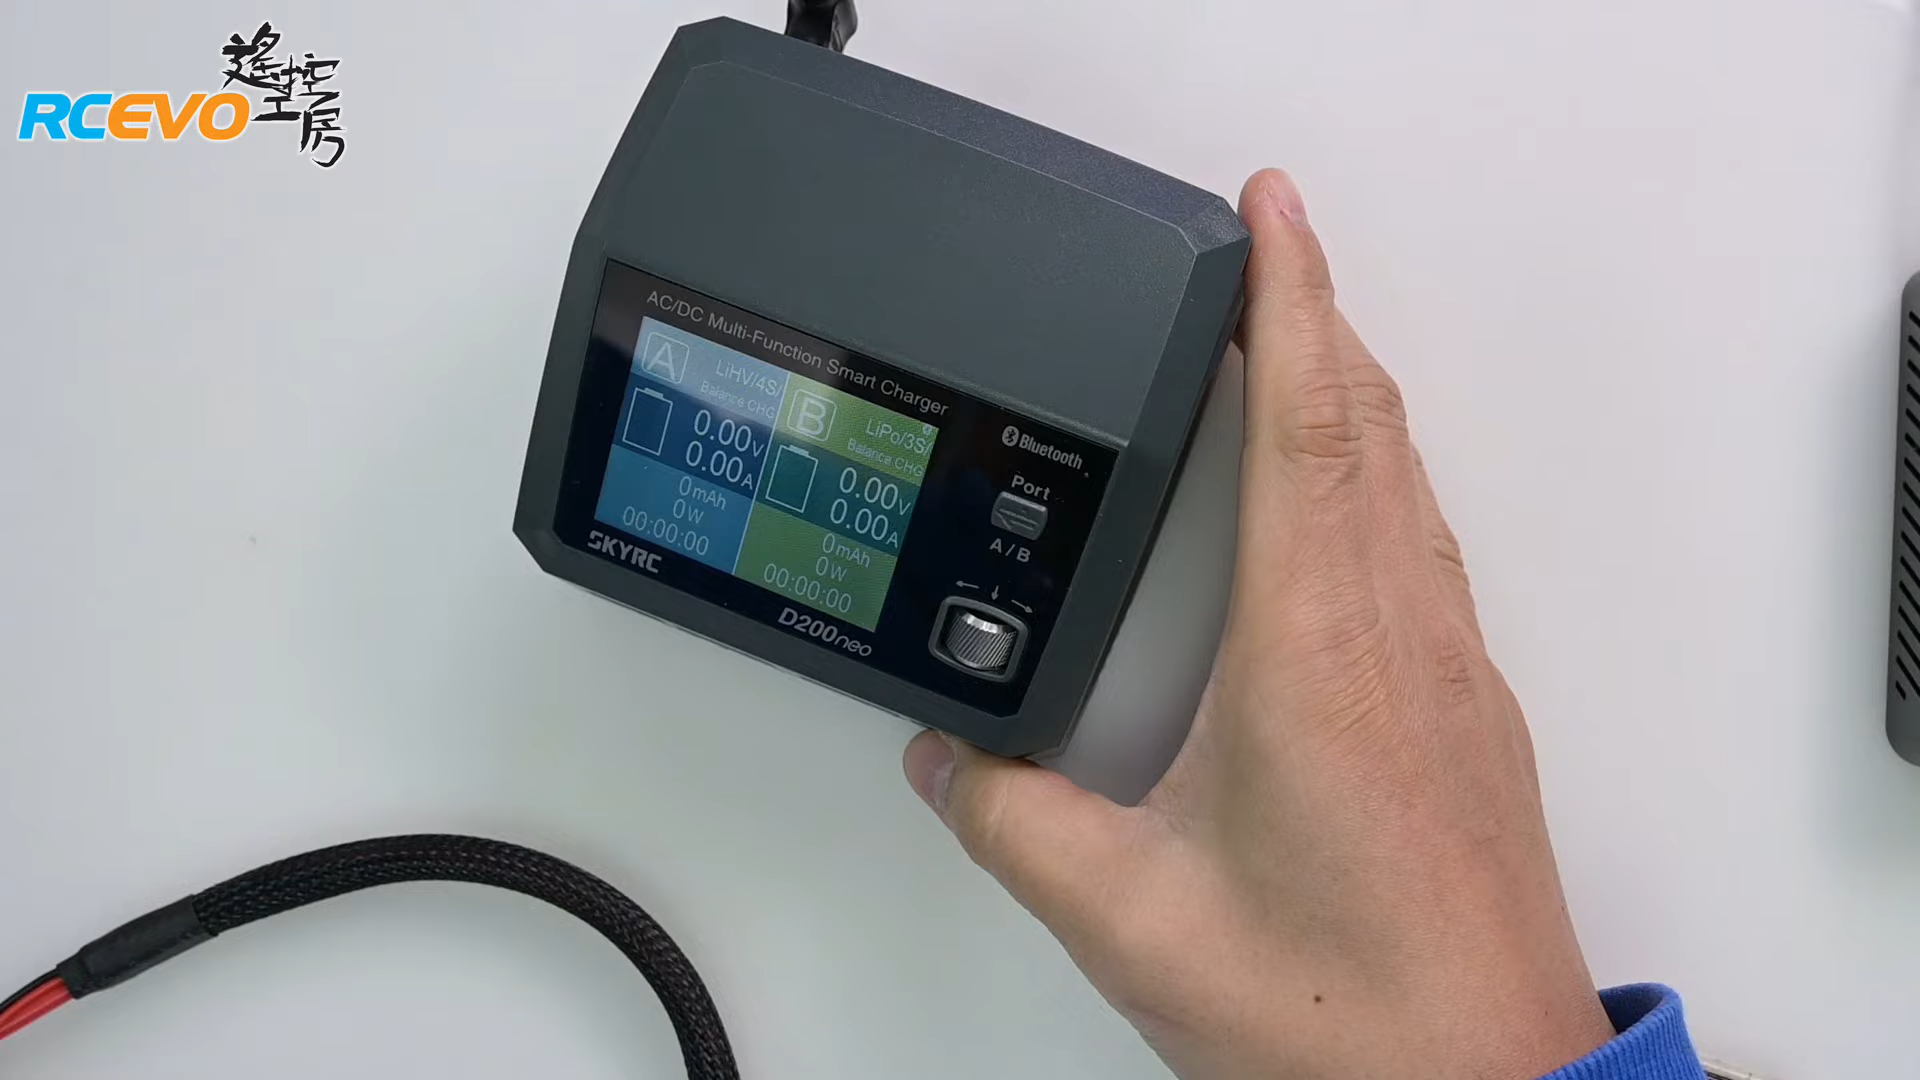 RCEVO 遙控工房
AC/DC Multi-Function Smart Charger
A
LiHV/4S/
Balance CHG
0.00V
0.00A
0mAh
0W
00:00:00
B
LiPo/3S/
Balance CHG
0.00V
0.00A
0mAh
0W
00:00:00
Bluetooth
Port
A/B
SKYRC
D200neo